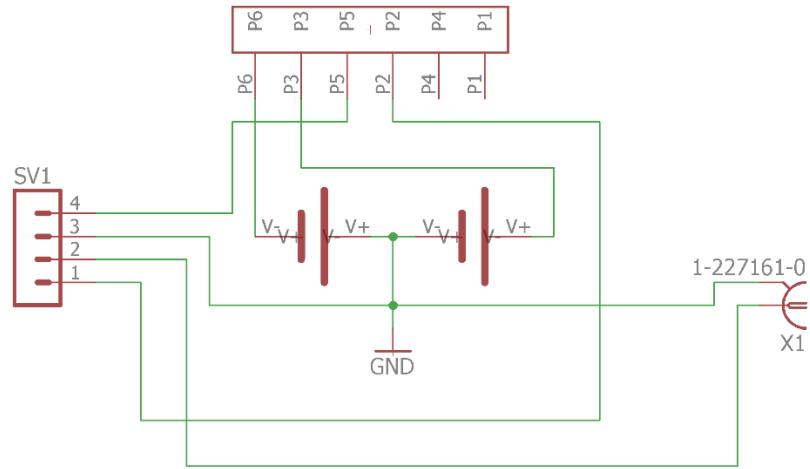 P6 P3 P5 P2 P4 P1
P6 P3 P5 P2 P4 P1
SV1
4
3
2
1
V- V+ V- V+ V- V+ V- V+
1-227161-0
X1
GND